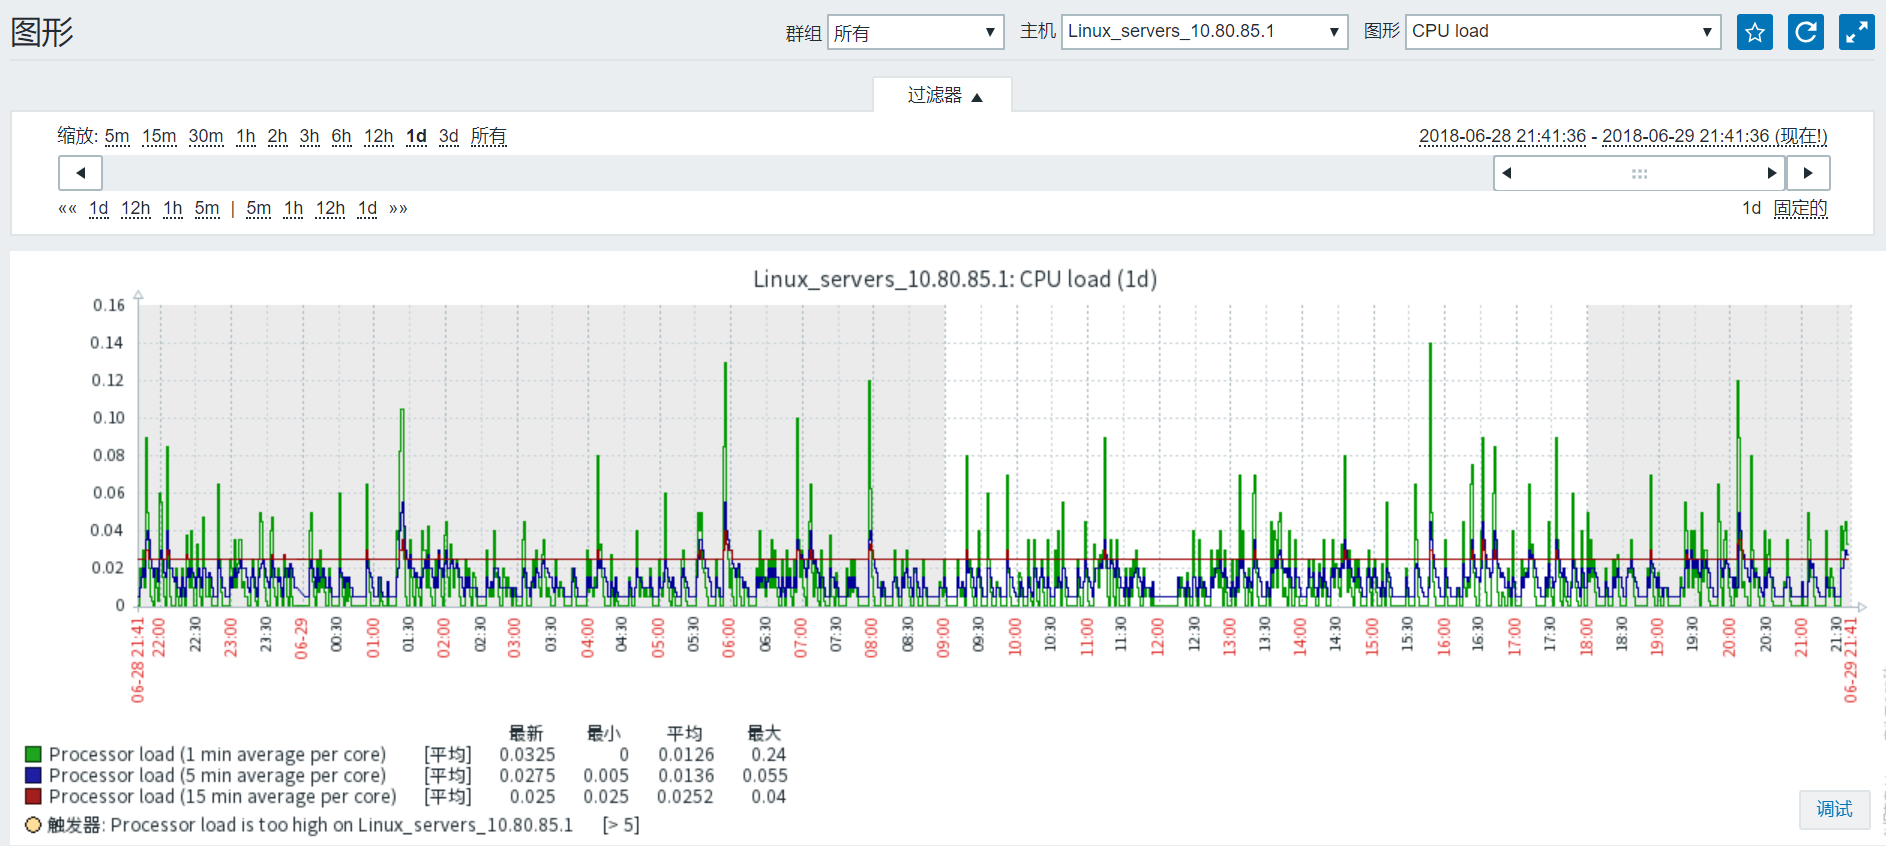 图形 群组 所有 ▼ 主机 Linux_servers_10.80.85.1 ▼ 图形 CPU load ▼
过滤器 ▲
缩放: 5m 15m 30m 1h 2h 3h 6h 12h 1d 3d 所有 2018-06-28 21:41:36 - 2018-06-29 21:41:36 (现在!)
«« 1d 12h 1h 5m | 5m 1h 12h 1d »» 1d 固定的
Linux_servers_10.80.85.1: CPU load (1d)
0.16
0.14
0.12
0.10
0.08
0.06
0.04
0.02
0
06-28 21:41 22:00 22:30 23:00 23:30 06-29 00:30 01:00 01:30 02:00 02:30 03:00 03:30 04:00 04:30 05:00 05:30 06:00 06:30 07:00 07:30 08:00 08:30 09:00 09:30 10:00 10:30 11:00 11:30 12:00 12:30 13:00 13:30 14:00 14:30 15:00 15:30 16:00 16:30 17:00 17:30 18:00 18:30 19:00 19:30 20:00 20:30 21:00 21:30 06-29 21:41
最新 最小 平均 最大
Processor load (1 min average per core) [平均] 0.0325 0 0.0126 0.24
Processor load (5 min average per core) [平均] 0.0275 0.005 0.0136 0.055
Processor load (15 min average per core) [平均] 0.025 0.025 0.0252 0.04
触发器: Processor load is too high on Linux_servers_10.80.85.1 [> 5]
调试